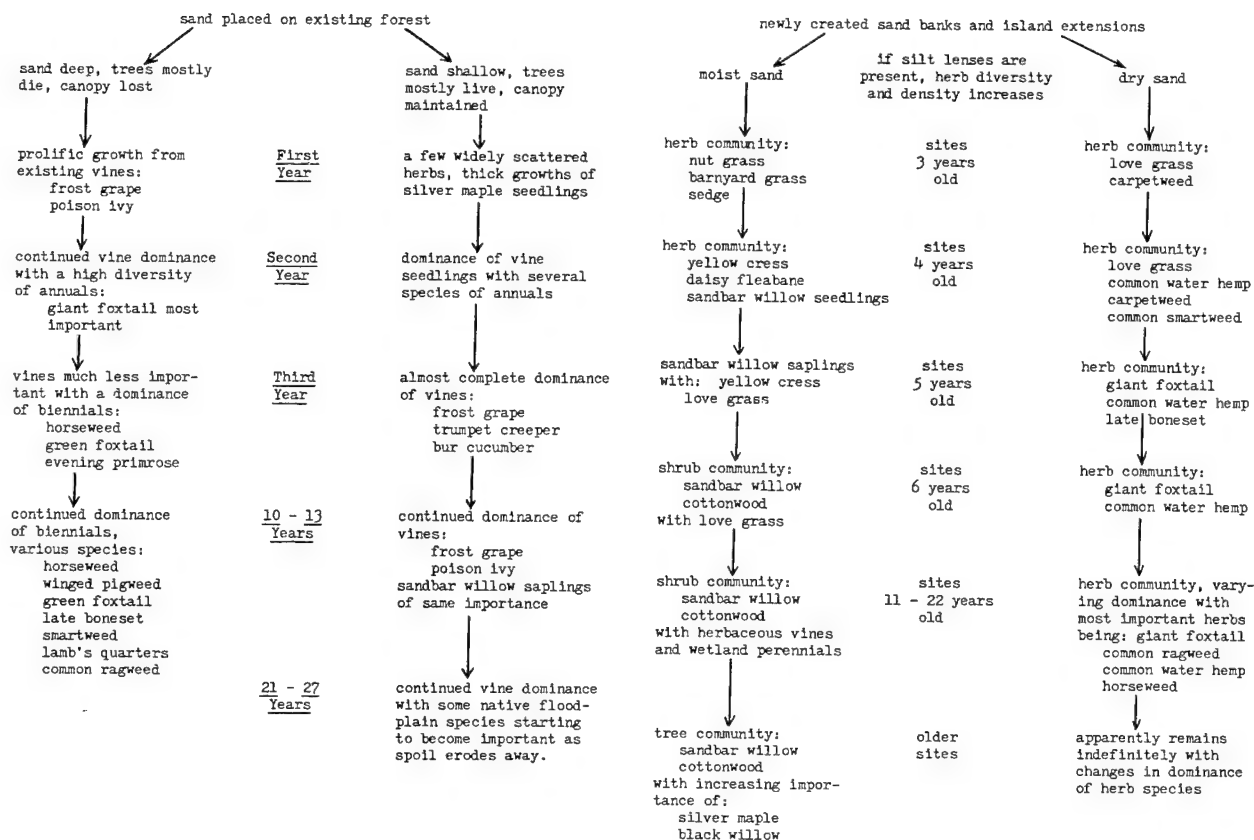 sand placed on existing forest
sand deep, trees mostly
die, canopy lost
prolific growth from
existing vines:
frost grape
poison ivy
continued vine dominance
with a high diversity
of annuals:
giant foxtail most
important
vines much less impor-
tant with a dominance
of biennials:
horseweed
green foxtail
evening primrose
continued dominance
of biennials,
various species:
horseweed
winged pigweed
green foxtail
late boneset
smartweed
lamb's quarters
common ragweed
First
Year
Second
Year
Third
Year
10 - 13
Years
21 - 27
Years
sand shallow, trees
mostly live, canopy
maintained
a few widely scattered
herbs, thick growths of
silver maple seedlings
dominance of vine
seedlings with several
species of annuals
almost complete dominance
of vines:
frost grape
trumpet creeper
bur cucumber
continued dominance of
vines:
frost grape
poison ivy
sandbar willow saplings
of same importance
continued vine dominance
with some native flood-
plain species starting
to become important as
spoil erodes away.
newly created sand banks and island extensions
moist sand
herb community:
nut grass
barnyard grass
sedge
herb community:
yellow cress
daisy fleabane
sandbar willow seedlings
sandbar willow saplings
with: yellow cress
love grass
shrub community:
sandbar willow
cottonwood
with love grass
shrub community:
sandbar willow
cottonwood
with herbaceous vines
and wetland perennials
tree community:
sandbar willow
cottonwood
with increasing impor-
tance of:
silver maple
black willow
if silt lenses are
present, herb diversity
and density increases
sites
3 years
old
sites
4 years
old
sites
5 years
old
sites
6 years
old
sites
11 - 22 years
old
older
sites
dry sand
herb community:
love grass
carpetweed
herb community:
love grass
common water hemp
carpetweed
common smartweed
herb community:
giant foxtail
common water hemp
late boneset
herb community:
giant foxtail
common water hemp
herb community, vary-
ing dominance with
most important herbs
being: giant foxtail
common ragweed
common water hemp
horseweed
apparently remains
indefinitely with
changes in dominance
of herb species